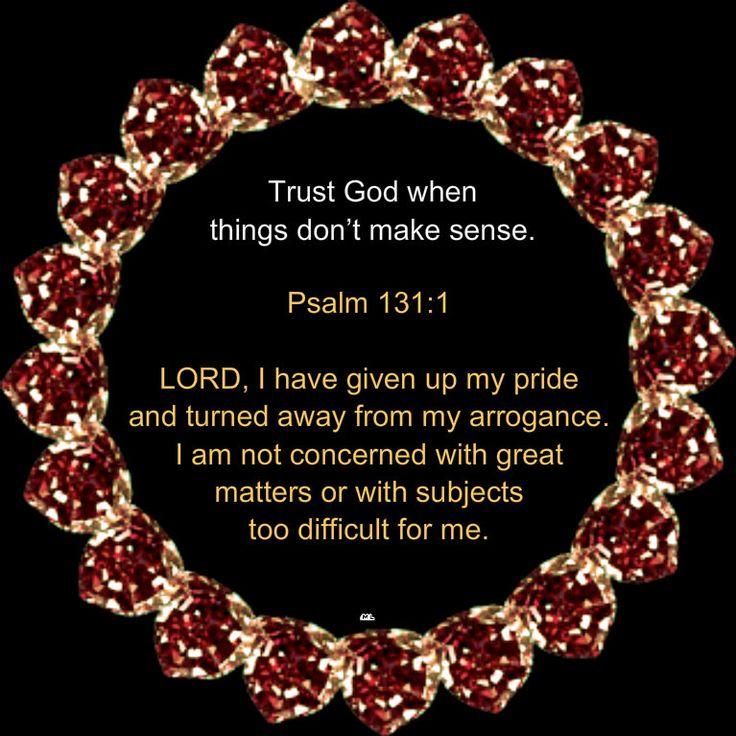 Trust God when
things don’t make sense.
Psalm 131:1
LORD, I have given up my pride
and turned away from my arrogance.
I am not concerned with great
matters or with subjects
too difficult for me.